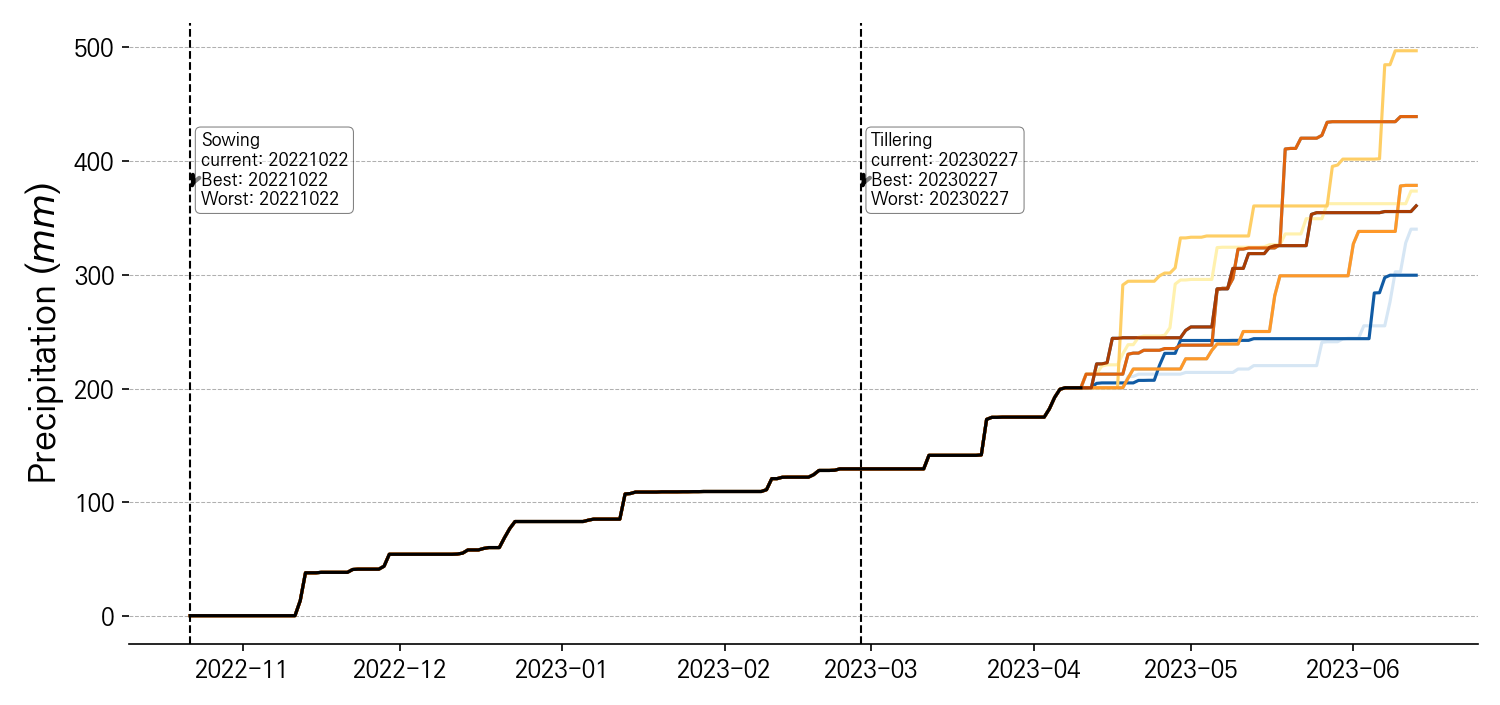 Precipitation (mm)
500
400
300
200
100
0
Sowing
current: 20221022
Best: 20221022
Worst: 20221022
Tillering
current: 20230227
Best: 20230227
Worst: 20230227
2022−11
2022−12
2023−01
2023−02
2023−03
2023−04
2023−05
2023−06